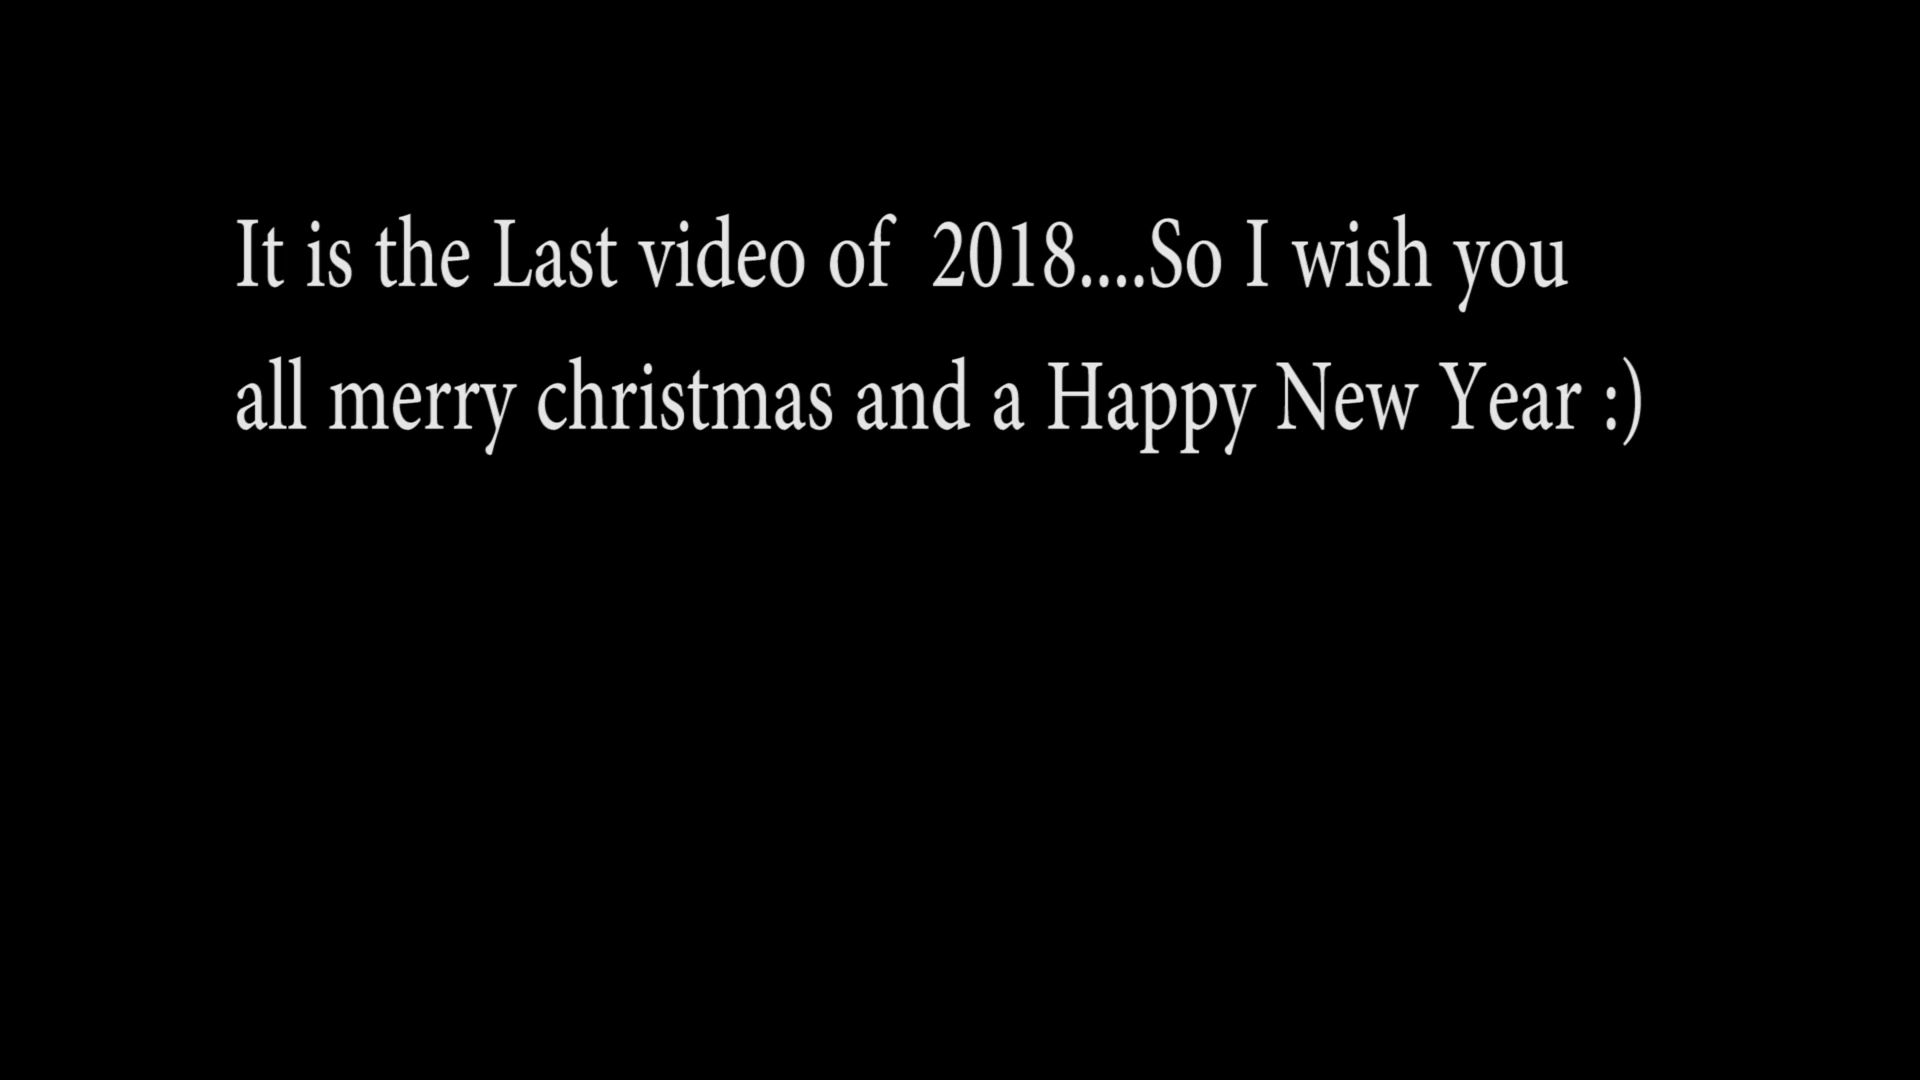 It is the Last video of  2018....So I wish you
all merry christmas and a Happy New Year :)